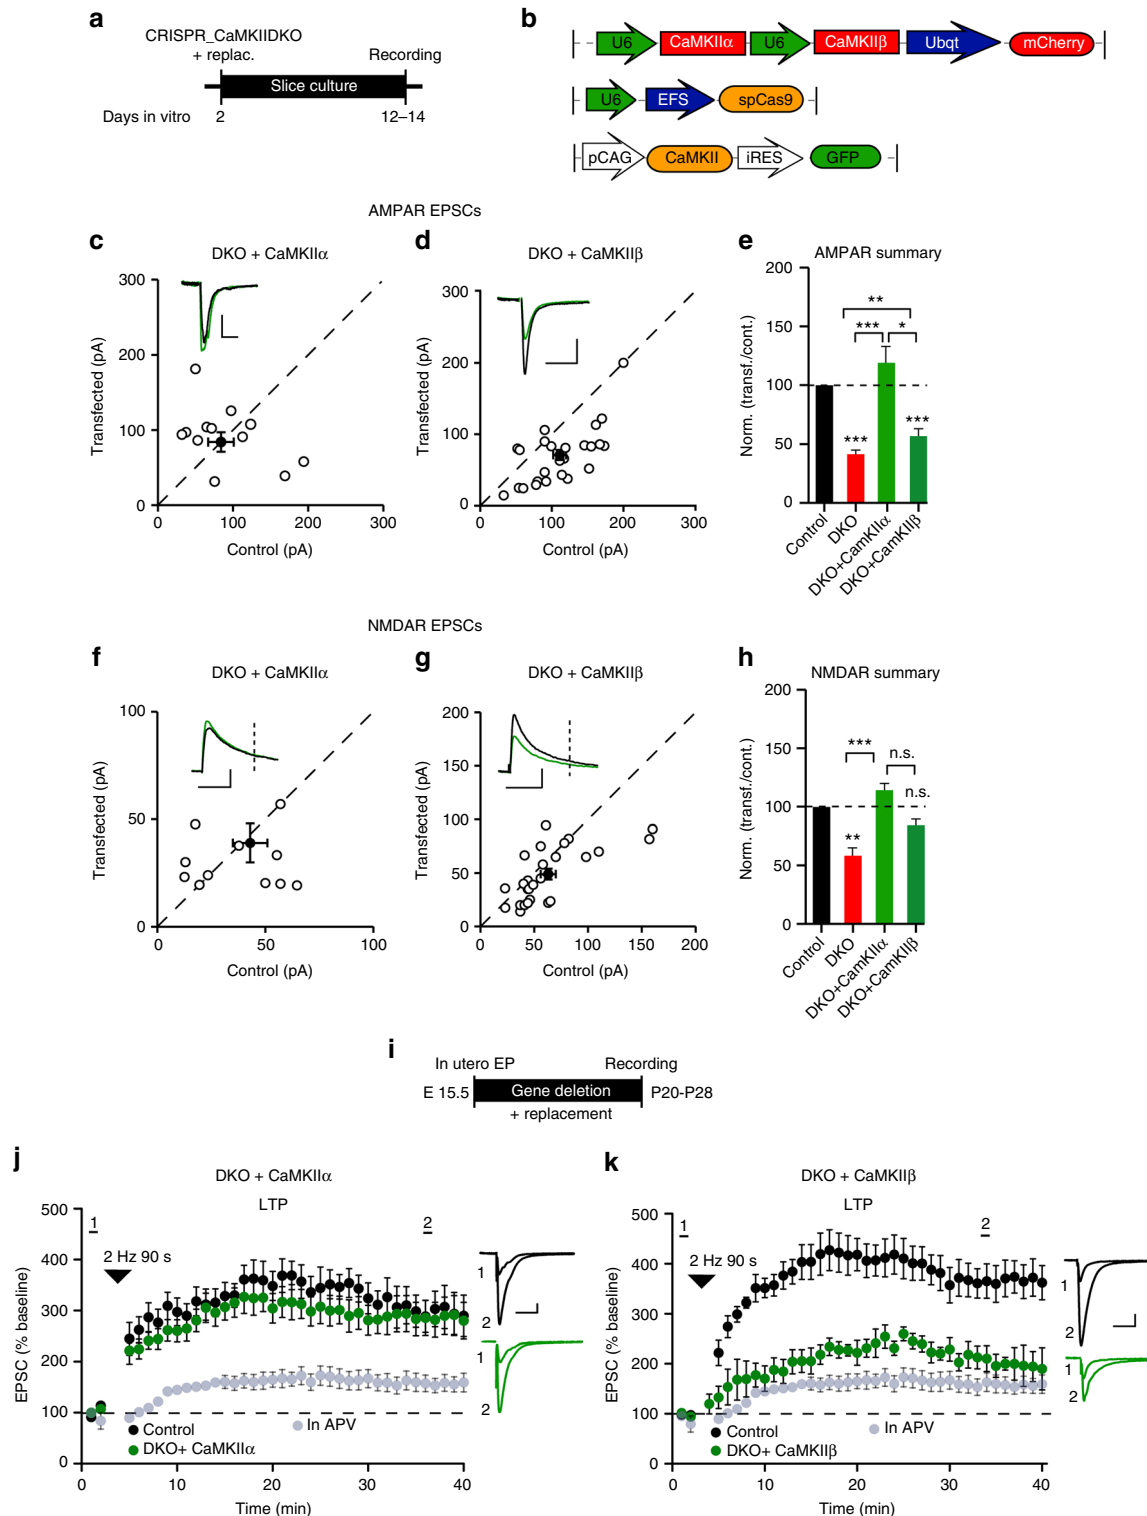 a
CRISPR_CaMKIIDKO
+ replac.
Recording
Slice culture
Days in vitro 2 12–14
b
U6 CaMKIIα U6 CaMKIIβ Ubqt mCherry
U6 EFS spCas9
pCAG CaMKII iRES GFP
AMPAR EPSCs
c
DKO + CaMKIIα
Transfected (pA)
300
200
100
0
0 100 200 300
Control (pA)
d
DKO + CaMKIIβ
Transfected (pA)
300
200
100
0
0 100 200 300
Control (pA)
e
AMPAR summary
Norm. (transf./cont.)
200
150
100
50
0
**
*** *
***
***
Control
DKO
DKO+CamKIIα
DKO+CamKIIβ
NMDAR EPSCs
f
DKO + CaMKIIα
Transfected (pA)
100
50
0
0 50 100
Control (pA)
g
DKO + CaMKIIβ
Transfected (pA)
200
150
100
50
0
0 50 100 150 200
Control (pA)
h
NMDAR summary
Norm. (transf./cont.)
200
150
100
50
0
*** n.s.
n.s.
**
Control
DKO
DKO+CamKIIα
DKO+CamKIIβ
i
In utero EP Recording
E 15.5 Gene deletion P20-P28
+ replacement
j
DKO + CaMKIIα
LTP
EPSC (% baseline)
500
400
300
200
100
0
1
2
2 Hz 90 s
1
2
1
2
Control
In APV
DKO+ CaMKIIα
0 10 20 30 40
Time (min)
k
DKO + CaMKIIβ
LTP
EPSC (% baseline)
500
400
300
200
100
0
1
2
2 Hz 90 s
1
2
1
2
Control
In APV
DKO+ CaMKIIβ
0 10 20 30 40
Time (min)